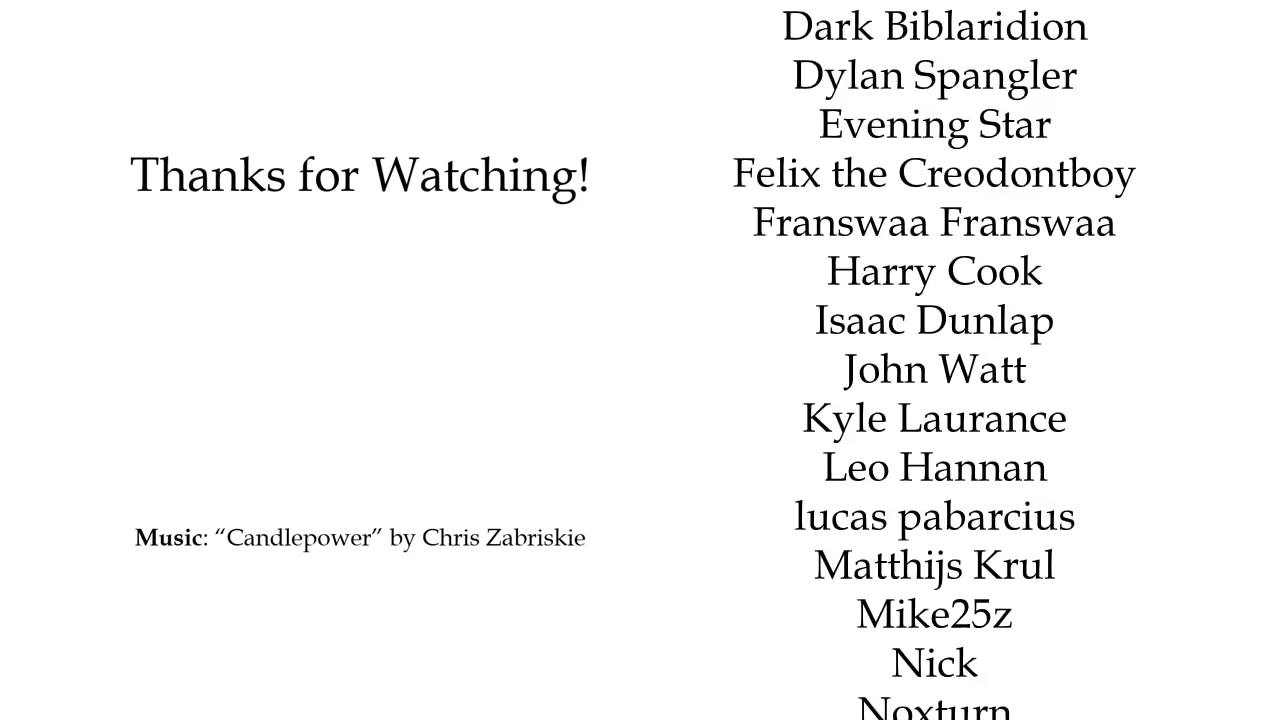 Thanks for Watching!
Music: “Candlepower” by Chris Zabriskie
Dark Biblaridion
Dylan Spangler
Evening Star
Felix the Creodontboy
Franswaa Franswaa
Harry Cook
Isaac Dunlap
John Watt
Kyle Laurance
Leo Hannan
lucas pabarcius
Matthijs Krul
Mike25z
Nick
Noxturn